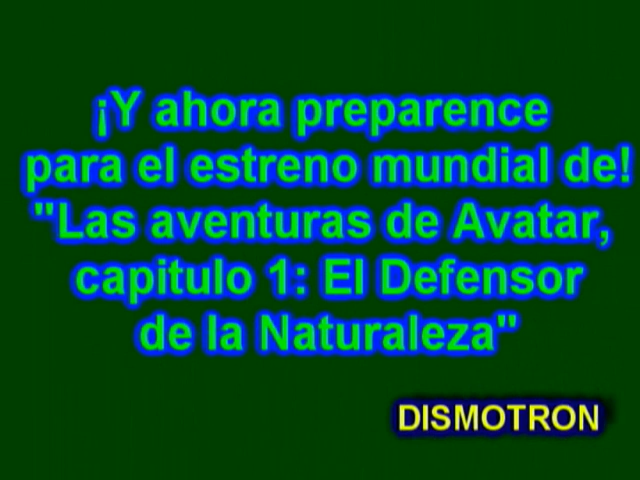 ¡Y ahora preparence
para el estreno mundial de!
"Las aventuras de Avatar,
capitulo 1: El Defensor
de la Naturaleza"
DISMOTRON